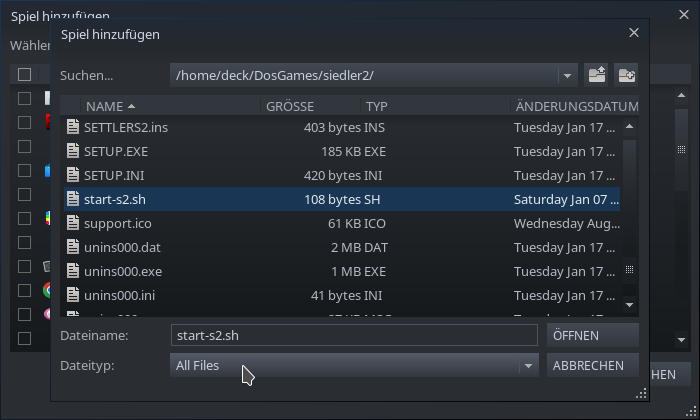 Spiel hinzufügen
Spiel hinzufügen
Wähler
Suchen... /home/deck/DosGames/siedler2/
NAME GRÖSSE TYP ÄNDERUNGSDATUM
SETTLERS2.ins 403 bytes INS Tuesday Jan 17 ...
SETUP.EXE 185 KB EXE Tuesday Jan 17 ...
SETUP.INI 420 bytes INI Tuesday Jan 17 ...
start-s2.sh 108 bytes SH Saturday Jan 07 ...
support.ico 61 KB ICO Wednesday Aug...
unins000.dat 2 MB DAT Tuesday Jan 17 ...
unins000.exe 1 MB EXE Tuesday Jan 17 ...
unins000.ini 41 bytes INI Tuesday Jan 17 ...
Dateiname: start-s2.sh ÖFFNEN
Dateityp: All Files ABBRECHEN
HEN